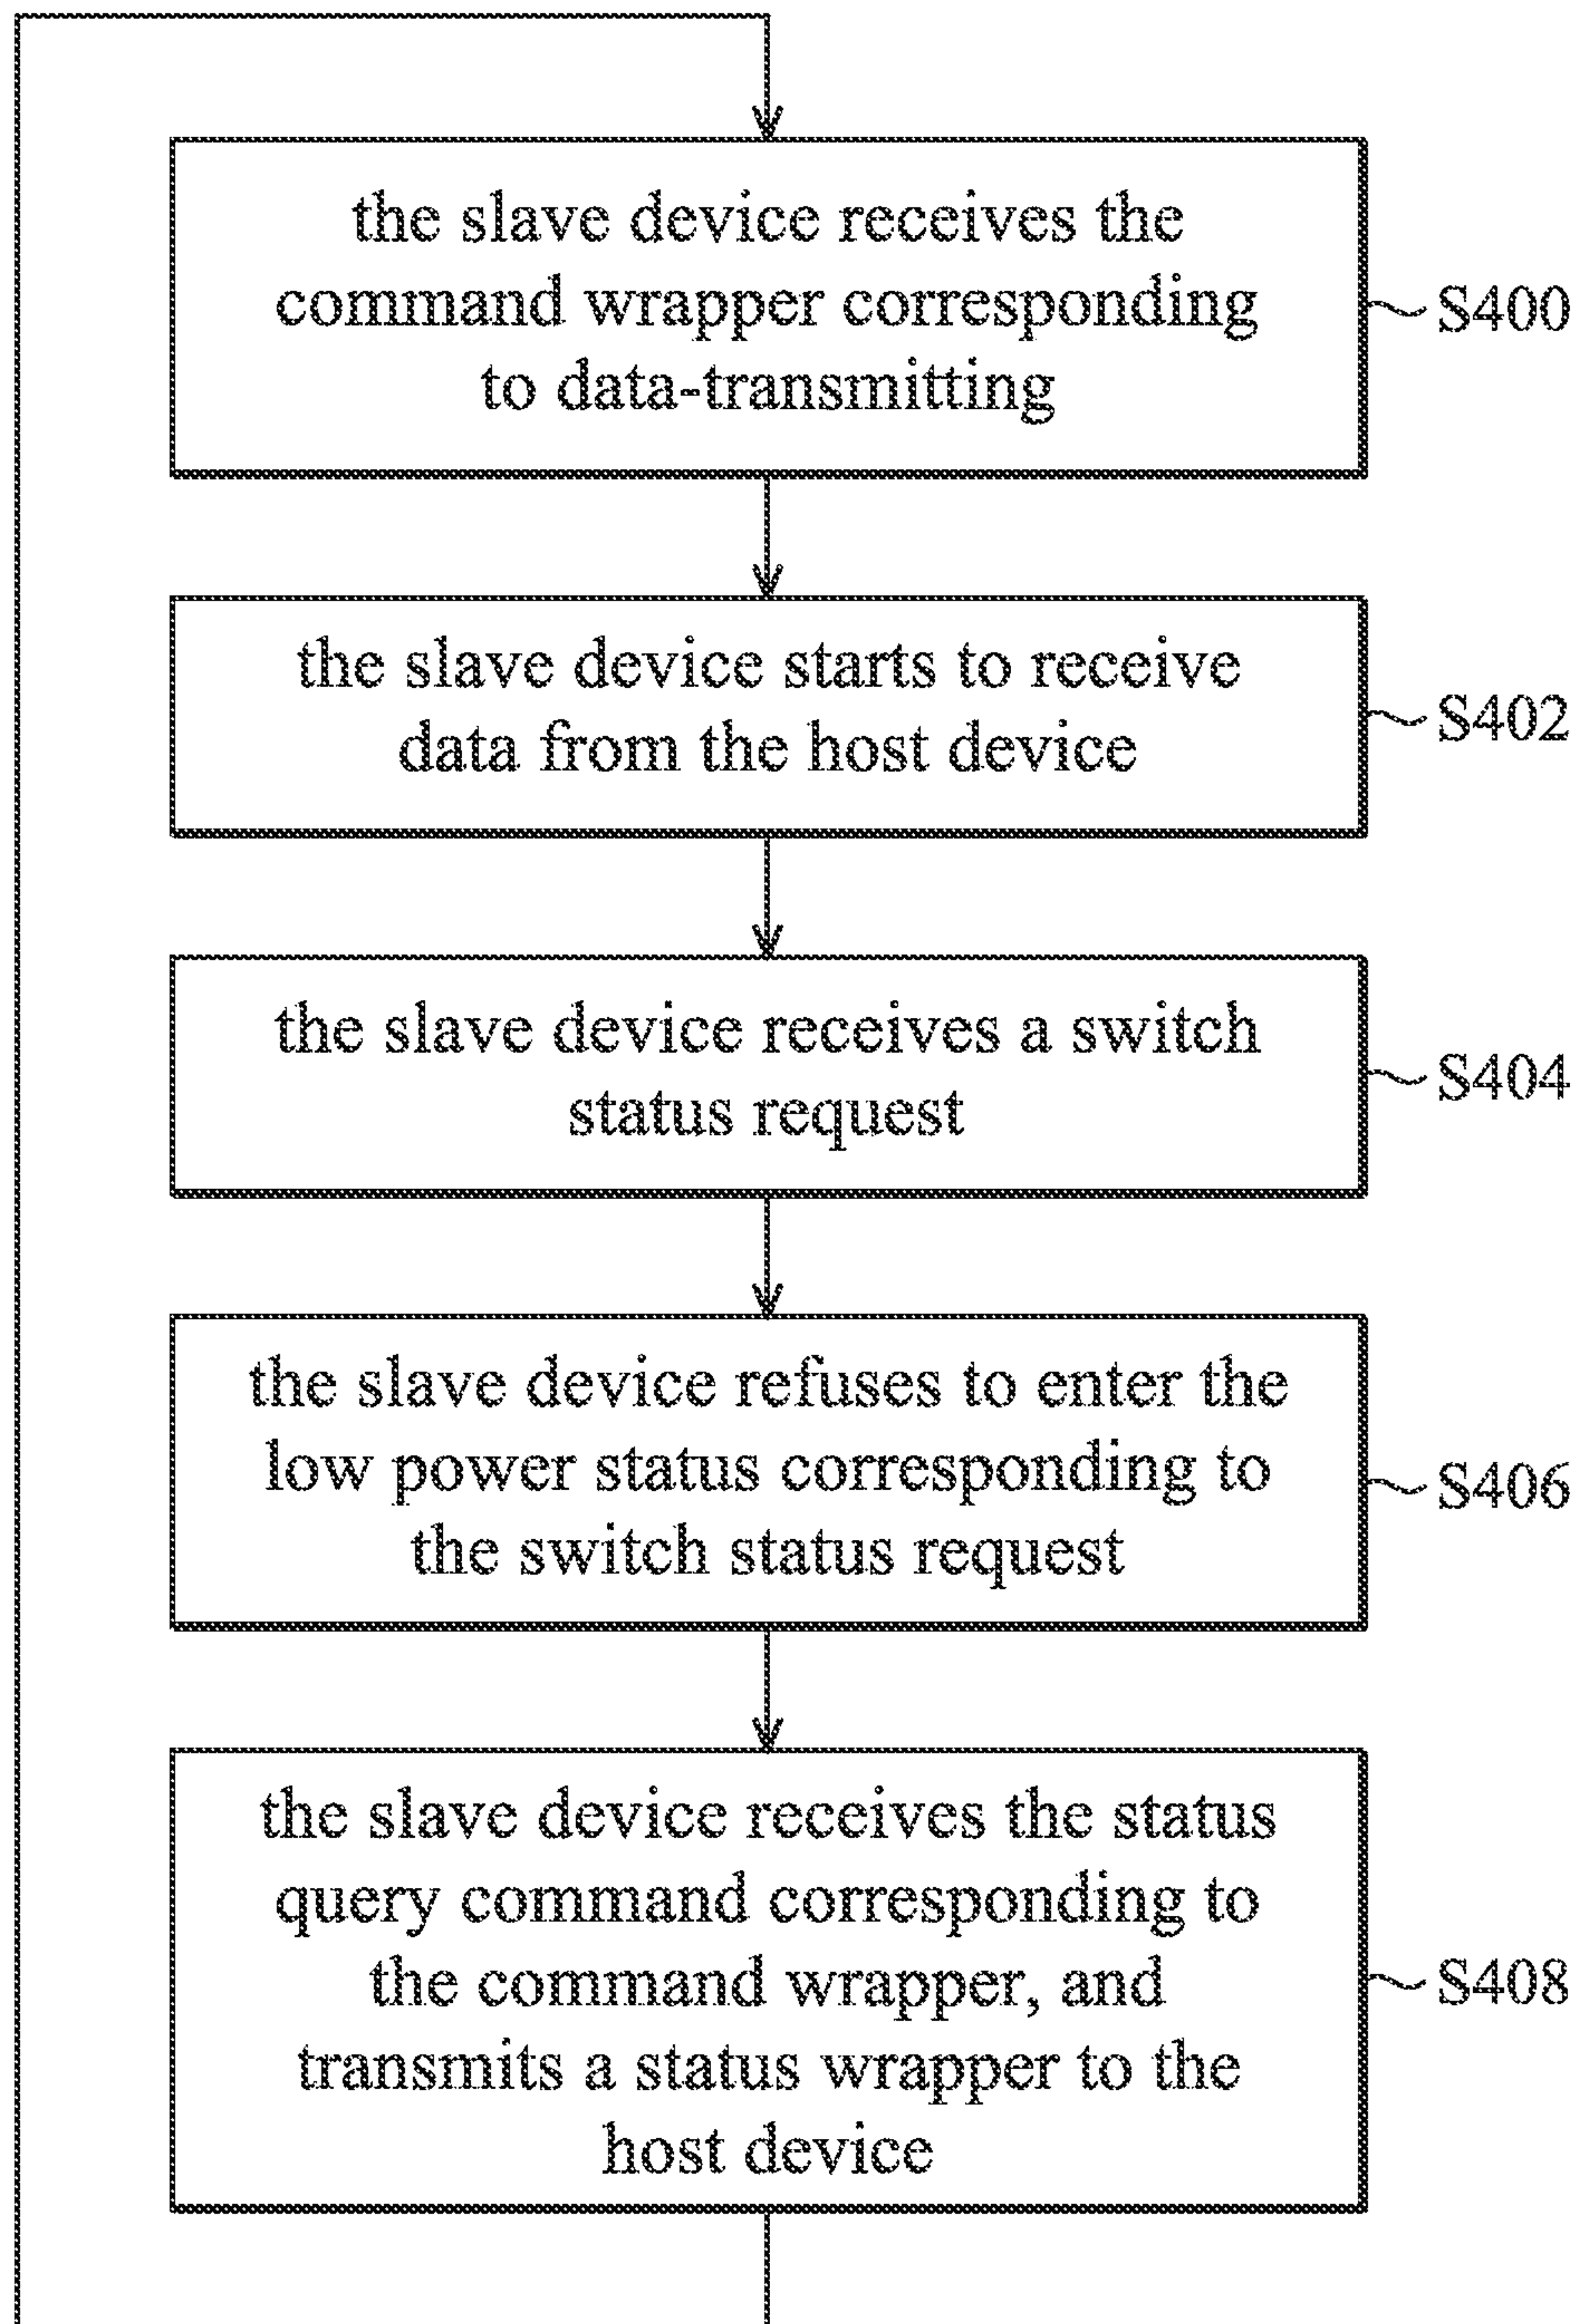 the slave device receives the
command wrapper corresponding
to data-transmitting
S400
the slave device starts to receive
data from the host device
S402
the slave device receives a switch
status request
S404
the slave device refuses to enter the
low power status corresponding to
the switch status request
S406
the slave device receives the status
query command corresponding to
the command wrapper, and
transmits a status wrapper to the
host device
S408